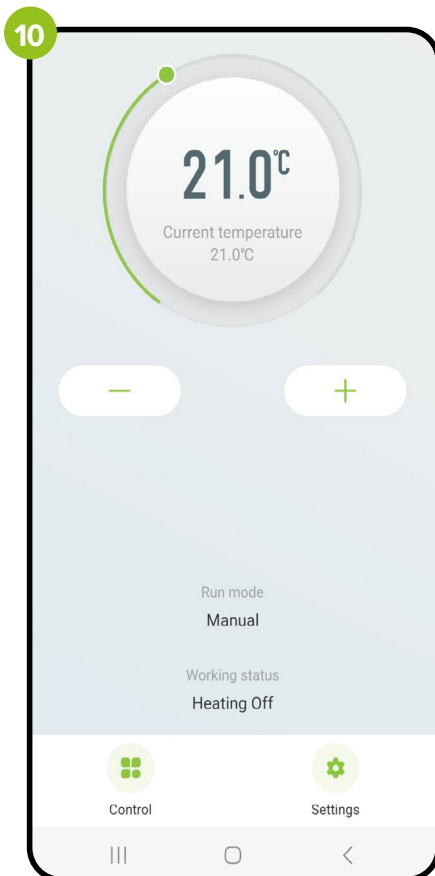 10
21.0°C
Current temperature
21.0°C
Run mode
Manual
Working status
Heating Off
Control
Settings